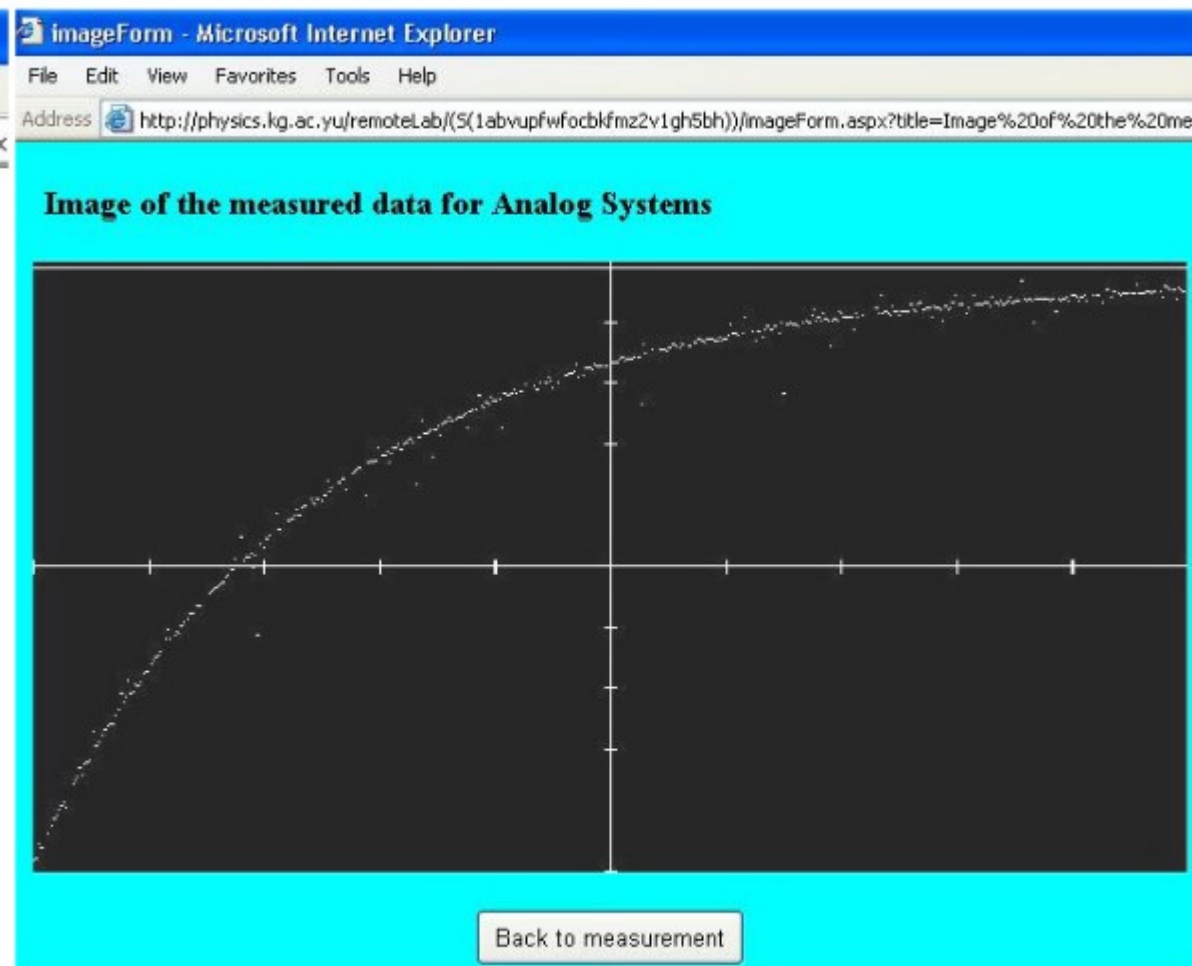 imageForm - Microsoft Internet Explorer
File Edit View Favorites Tools Help
Address http://physics.kg.ac.yu/remoteLab/(S(1abvupfwfocbkfmz2v1gh5bh))/imageForm.aspx?title=Image%20of%20the%20me
Image of the measured data for Analog Systems
Back to measurement